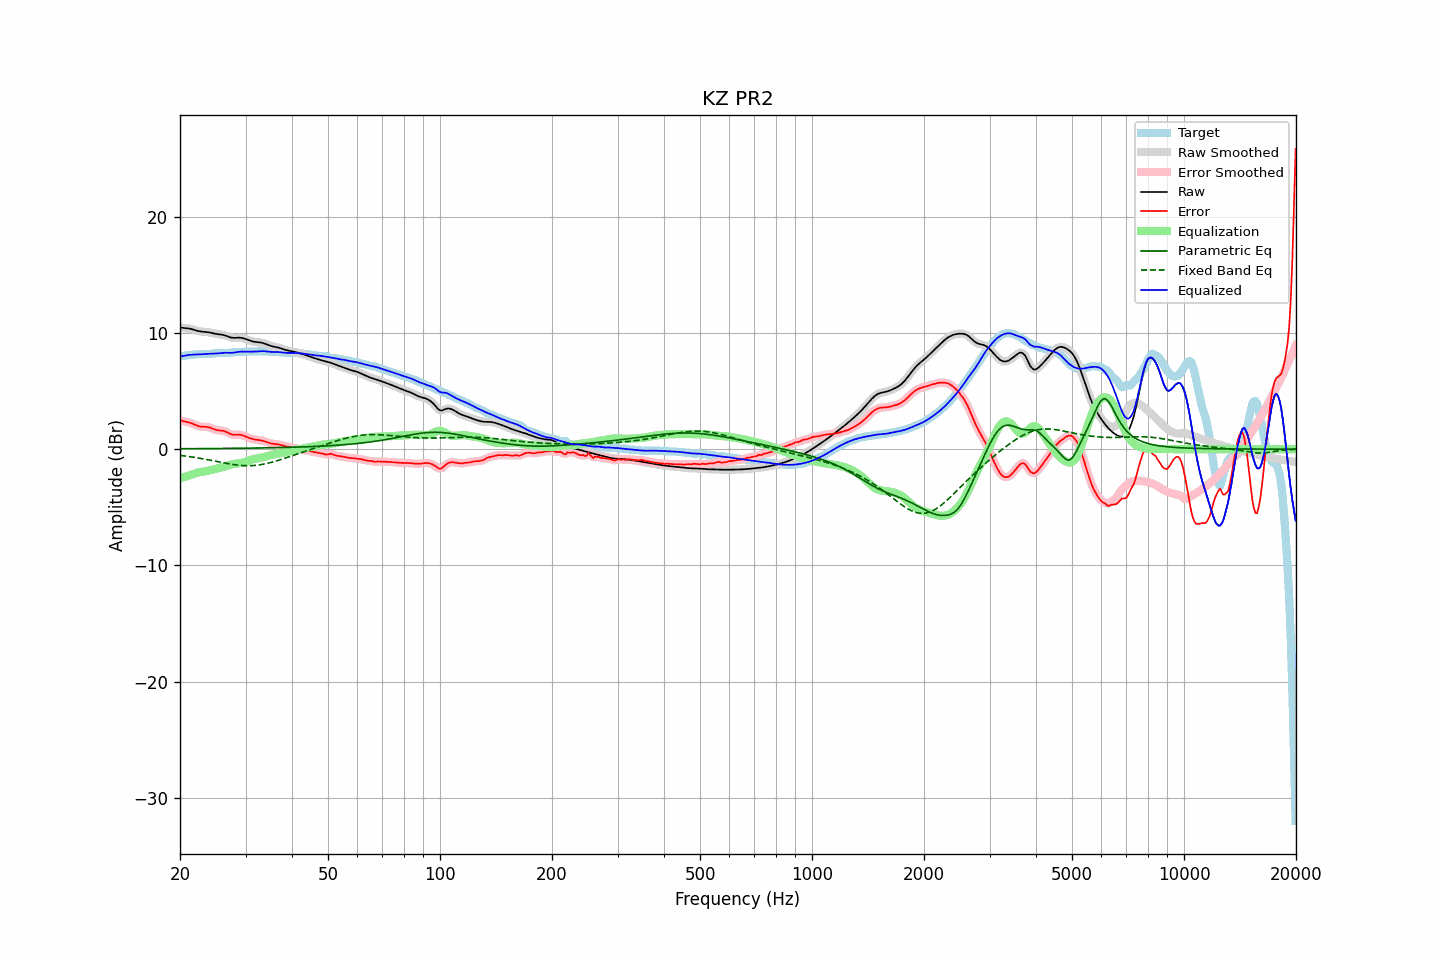 KZ PR2
Target
Raw Smoothed
Error Smoothed
Raw
Error
Equalization
Parametric Eq
Fixed Band Eq
Equalized
20
10
0
−10
−20
−30
Amplitude (dBr)
20 50 100 200 500 1000 2000 5000 10000 20000
Frequency (Hz)